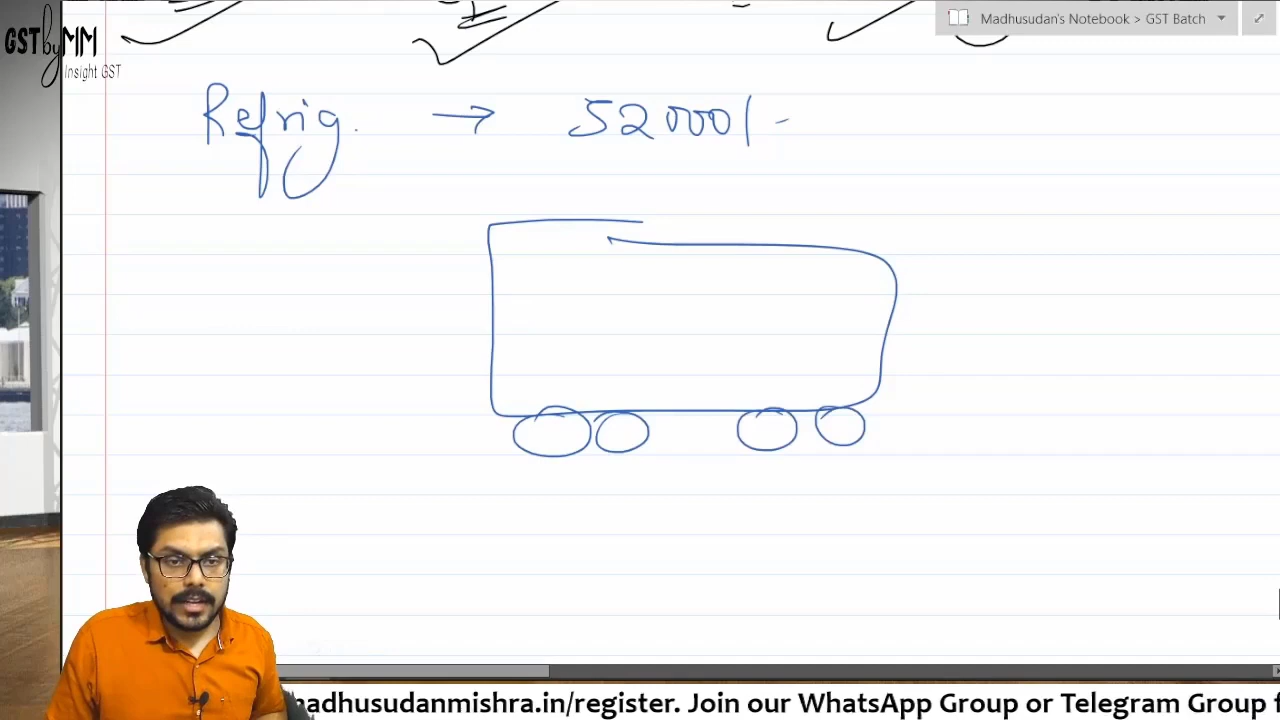 GST by MM
Insight GST
Madhusudan's Notebook > GST Batch
Refrig. → 52000/-
madhusudanmishra.in/register. Join our WhatsApp Group or Telegram Group f